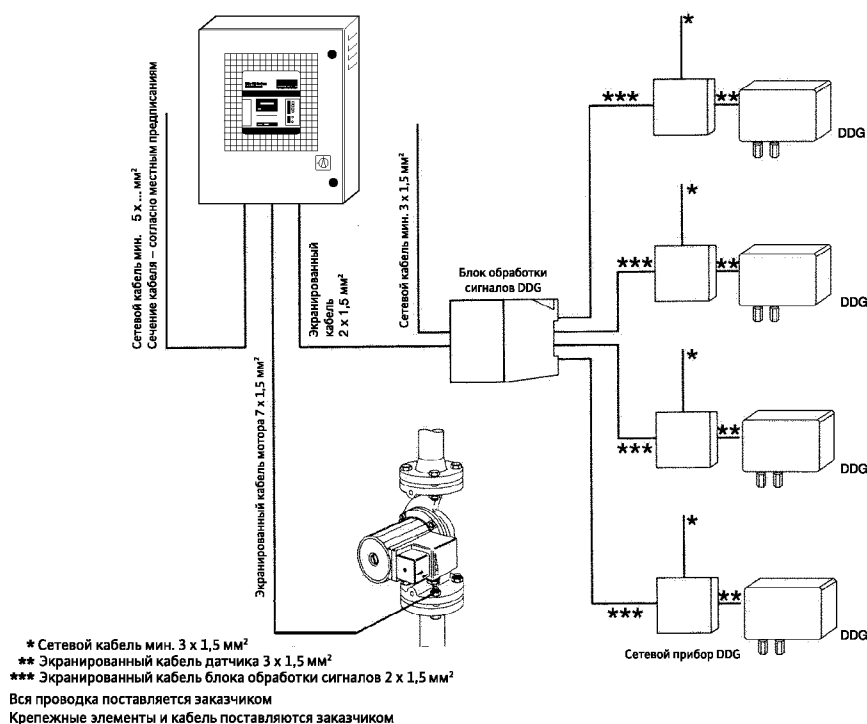 Сетевой кабель мин. 5 x ... мм²
Сечение кабеля – согласно местным предписаниям
Экранированный
кабель
2 x 1,5 мм²
Сетевой кабель мин. 3 x 1,5 мм²
Экранированный кабель мотора 7 x 1,5 мм²
Блок обработки
сигналов DDG
*
***
**
DDG
*
***
**
DDG
*
***
**
DDG
*
***
**
DDG
Сетевой прибор DDG
* Сетевой кабель мин. 3 x 1,5 мм²
** Экранированный кабель датчика 3 x 1,5 мм²
*** Экранированный кабель блока обработки сигналов 2 x 1,5 мм²
Вся проводка поставляется заказчиком
Крепежные элементы и кабель поставляются заказчиком